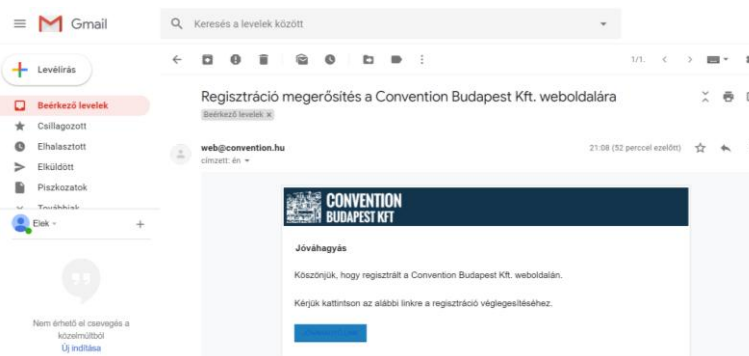 Gmail
Keresés a levelek között
Levélírás
1/1.
Beérkező levelek
Regisztráció megerősítés a Convention Budapest Kft. weboldalára
Beérkező levelek x
Csillagozott
Elhalasztott
web@convention.hu
21:08 (52 perccel ezelőtt)
címzett: én
Elküldött
Piszkozatok
Továbbiak
Elek
CONVENTION
BUDAPEST KFT
Jóváhagyás
Köszönjük, hogy regisztrált a Convention Budapest Kft. weboldalán.
Kérjük kattintson az alábbi linkre a regisztráció véglegesítéséhez.
Nem érhető el csevegés a
közelmúltból
Új indítása